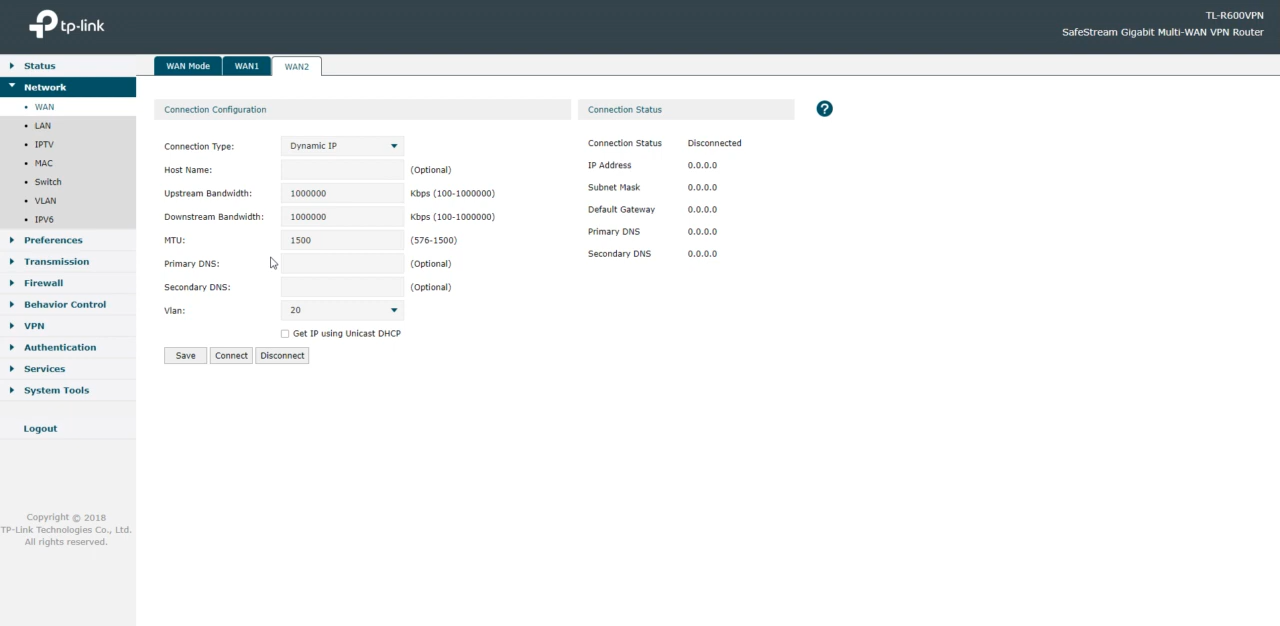 tp-link
TL-R600VPN
SafeStream Gigabit Multi-WAN VPN Router
Status
Network
WAN
LAN
IPTV
MAC
Switch
VLAN
IPV6
Preferences
Transmission
Firewall
Behavior Control
VPN
Authentication
Services
System Tools
Logout
Copyright © 2018
TP-Link Technologies Co., Ltd.
All rights reserved.
WAN Mode WAN1 WAN2
Connection Configuration
Connection Type: Dynamic IP
Host Name: (Optional)
Upstream Bandwidth: 1000000 Kbps (100-1000000)
Downstream Bandwidth: 1000000 Kbps (100-1000000)
MTU: 1500 (576-1500)
Primary DNS: (Optional)
Secondary DNS: (Optional)
Vlan: 20
Get IP using Unicast DHCP
Save Connect Disconnect
Connection Status
Connection Status Disconnected
IP Address 0.0.0.0
Subnet Mask 0.0.0.0
Default Gateway 0.0.0.0
Primary DNS 0.0.0.0
Secondary DNS 0.0.0.0
?